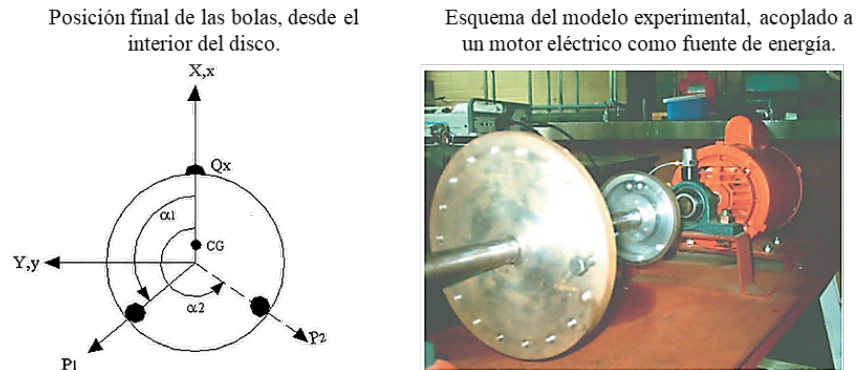 Posición final de las bolas, desde el
interior del disco.
Esquema del modelo experimental, acoplado a
un motor eléctrico como fuente de energía.
X,x
Qx
α1
CG
Y,y
α2
P1
P2